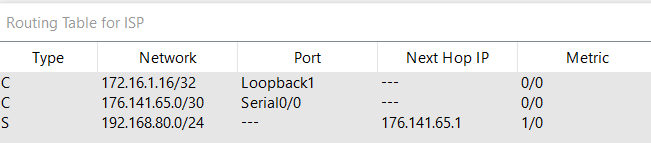 Routing Table for ISP
Type Network Port Next Hop IP Metric
C 172.16.1.16/32 Loopback1 --- 0/0
C 176.141.65.0/30 Serial0/0 --- 0/0
S 192.168.80.0/24 --- 176.141.65.1 1/0